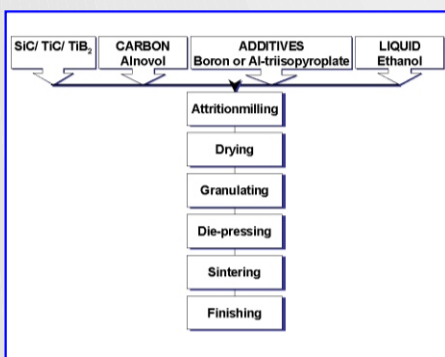 SiC/ TiC/ TiB₂
CARBON
Alnovol
ADDITIVES
Boron or Al-triisopyroplate
LIQUID
Ethanol
Attritionmilling
Drying
Granulating
Die-pressing
Sintering
Finishing